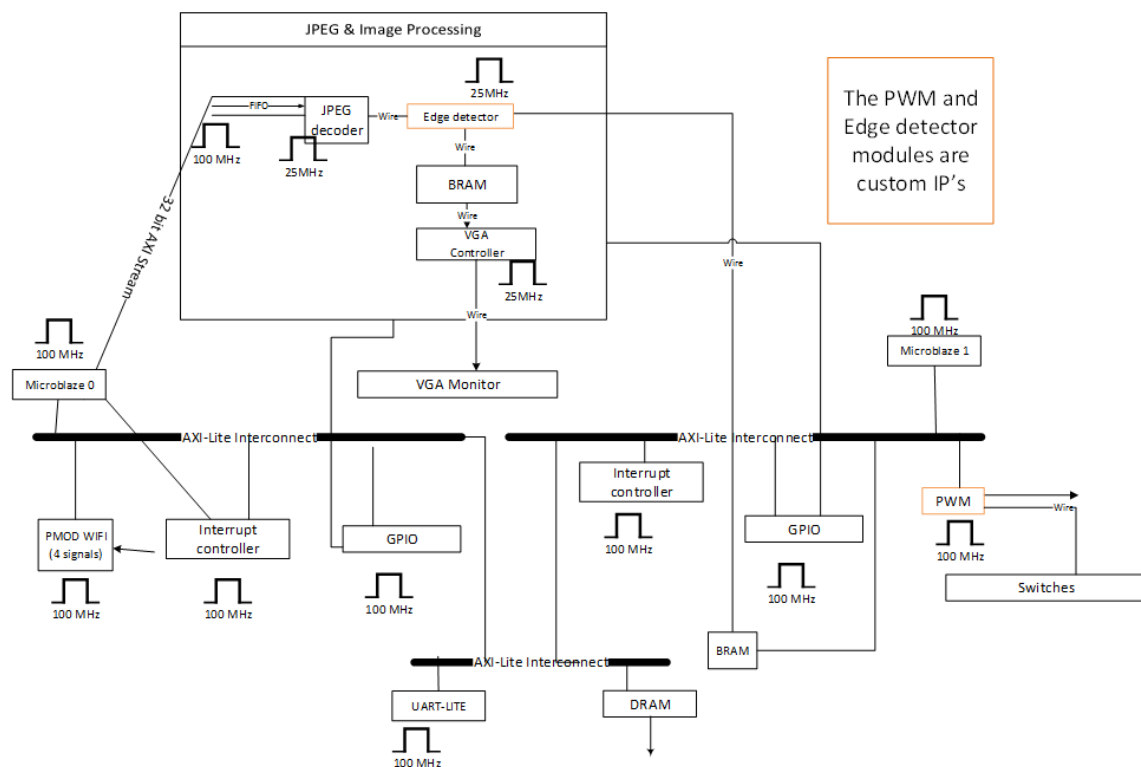 JPEG & Image Processing
25MHz
FIFO
JPEG
decoder
Wire
Edge detector
100 MHz
25MHz
Wire
BRAM
Wire
VGA
Controller
25MHz
32 bit AXI Stream
Wire
Wire
The PWM and
Edge detector
modules are
custom IP's
100 MHz
Microblaze 0
VGA Monitor
100 MHz
Microblaze 1
AXI-Lite Interconnect
AXI-Lite Interconnect
PMOD WIFI
(4 signals)
100 MHz
Interrupt
controller
100 MHz
GPIO
100 MHz
Interrupt
controller
100 MHz
GPIO
100 MHz
PWM
Wire
100 MHz
Switches
BRAM
AXI-Lite Interconnect
UART-LITE
100 MHz
DRAM